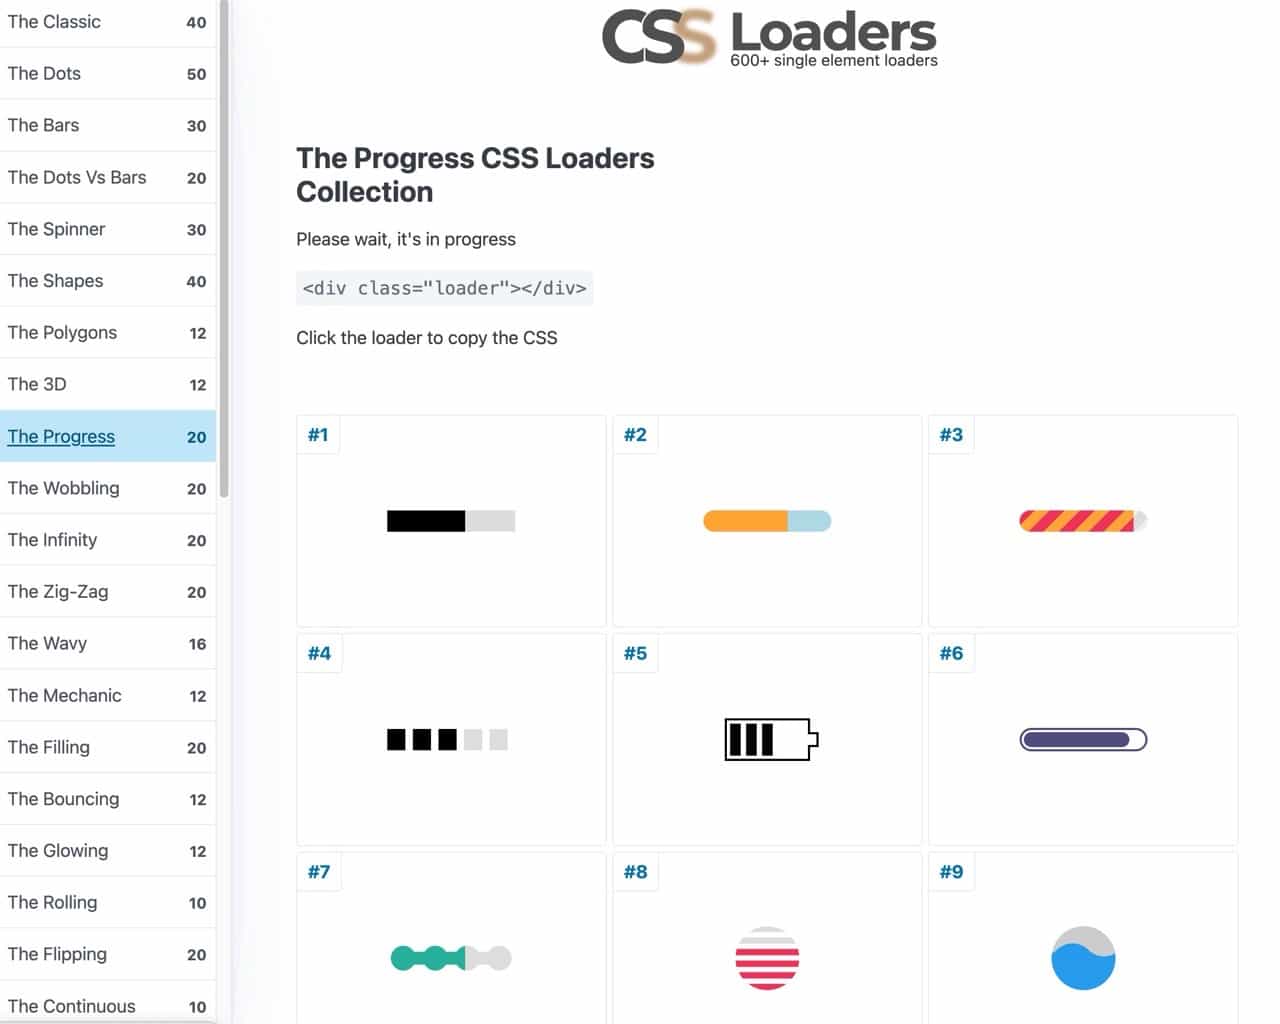 The Classic 40
The Dots 50
The Bars 30
The Dots Vs Bars 20
The Spinner 30
The Shapes 40
The Polygons 12
The 3D 12
The Progress 20
The Wobbling 20
The Infinity 20
The Zig-Zag 20
The Wavy 16
The Mechanic 12
The Filling 20
The Bouncing 12
The Glowing 12
The Rolling 10
The Flipping 20
The Continuous 10
CSS Loaders
600+ single element loaders
The Progress CSS Loaders
Collection
Please wait, it's in progress
<div class="loader"></div>
Click the loader to copy the CSS
#1 #2 #3
#4 #5 #6
#7 #8 #9